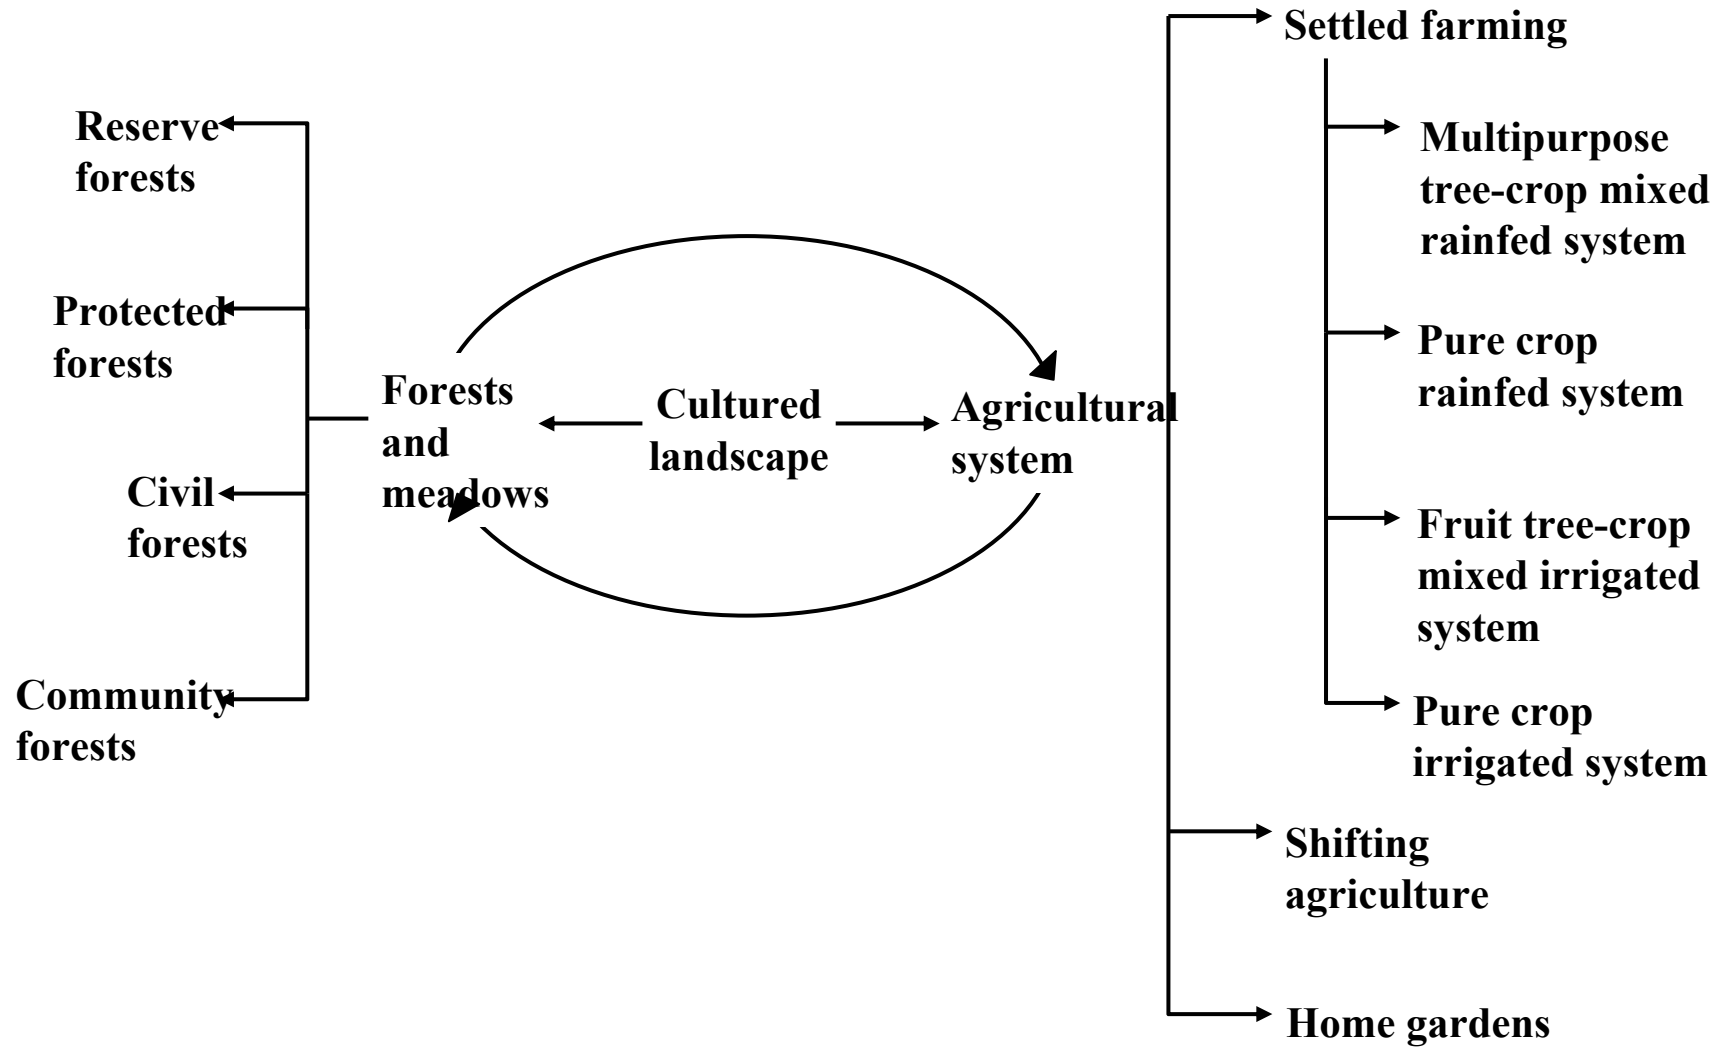 Reserve
forests
Protected
forests
Civil
forests
Community
forests
Forests
and
meadows
Cultured
landscape
Agricultural
system
Settled farming
Multipurpose
tree-crop mixed
rainfed system
Pure crop
rainfed system
Fruit tree-crop
mixed irrigated
system
Pure crop
irrigated system
Shifting
agriculture
Home gardens